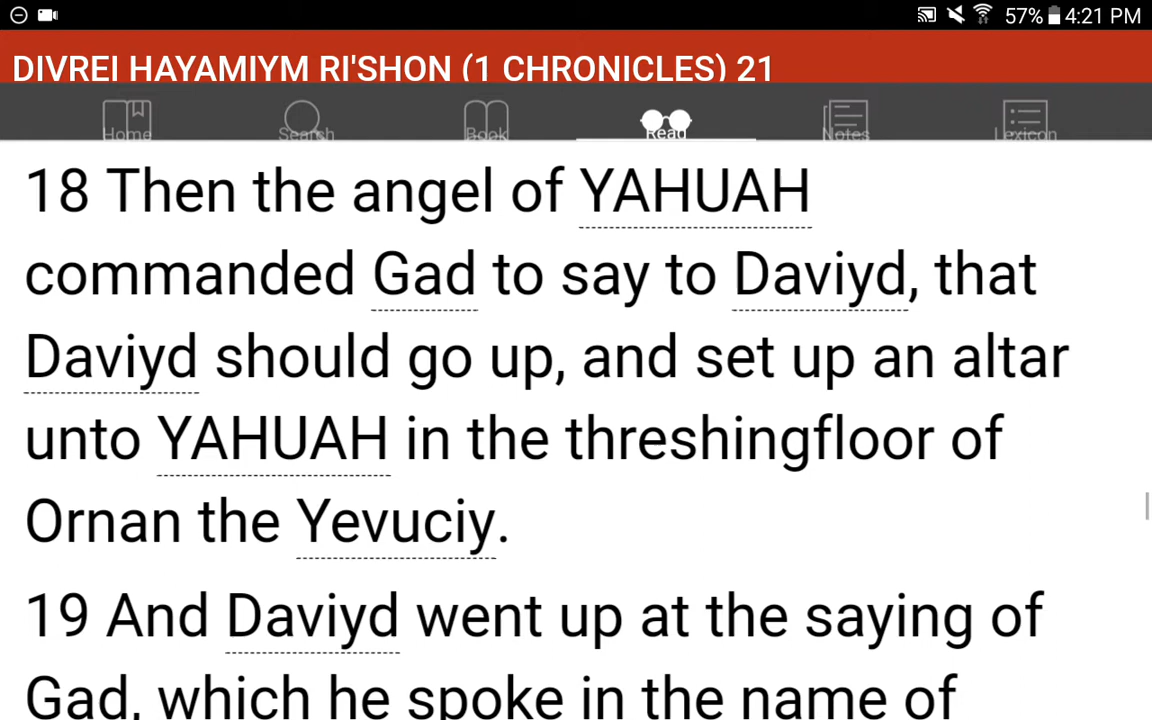 57% 4:21 PM
DIVREI HAYAMIYM RI'SHON (1 CHRONICLES) 21
Home Search Book Read Notes Lexicon
18 Then the angel of YAHUAH
commanded Gad to say to Daviyd, that
Daviyd should go up, and set up an altar
unto YAHUAH in the threshingfloor of
Ornan the Yevuciy.
19 And Daviyd went up at the saying of
Gad, which he spoke in the name of